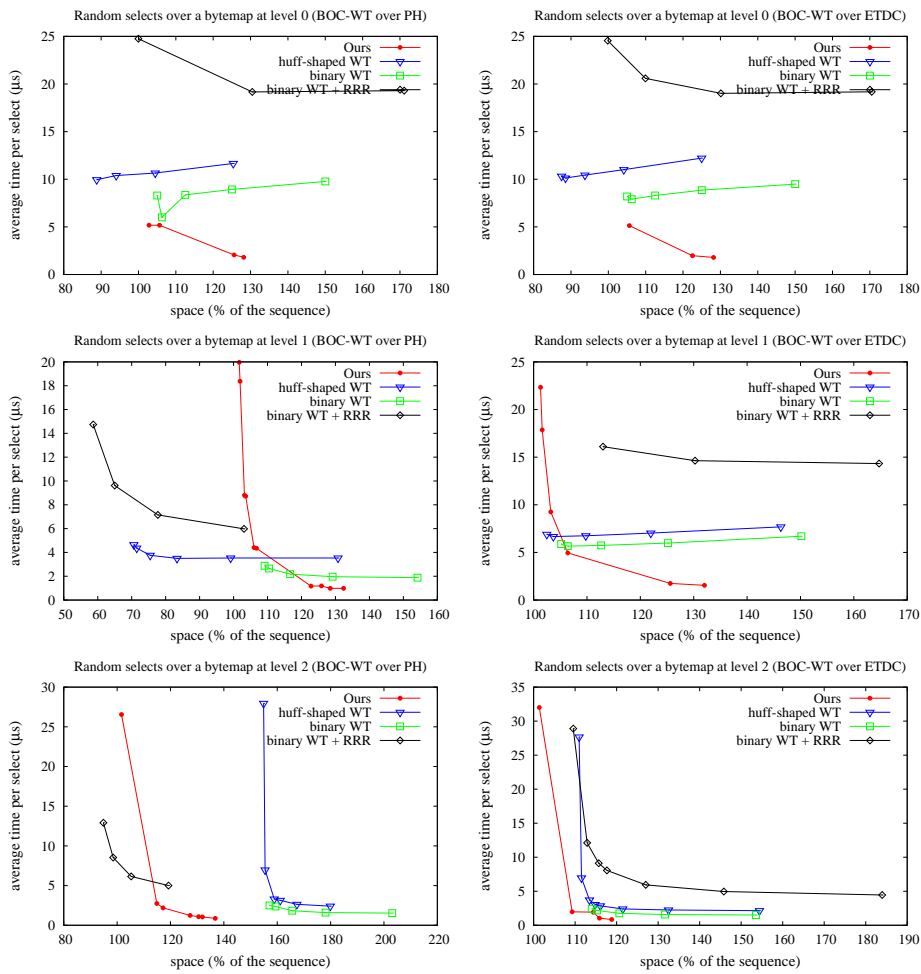 Random selects over a bytemap at level 0 (BOC-WT over PH)
average time per select (μs)
25
20
15
10
5
0
Ours
huff-shaped WT
binary WT
binary WT + RRR
80 90 100 110 120 130 140 150 160 170 180
space (% of the sequence)
Random selects over a bytemap at level 0 (BOC-WT over ETDC)
average time per select (μs)
25
20
15
10
5
0
Ours
huff-shaped WT
binary WT
binary WT + RRR
80 90 100 110 120 130 140 150 160 170 180
space (% of the sequence)
Random selects over a bytemap at level 1 (BOC-WT over PH)
average time per select (μs)
20
18
16
14
12
10
8
6
4
2
0
Ours
huff-shaped WT
binary WT
binary WT + RRR
50 60 70 80 90 100 110 120 130 140 150 160
space (% of the sequence)
Random selects over a bytemap at level 1 (BOC-WT over ETDC)
average time per select (μs)
25
20
15
10
5
0
Ours
huff-shaped WT
binary WT
binary WT + RRR
100 110 120 130 140 150 160 170
space (% of the sequence)
Random selects over a bytemap at level 2 (BOC-WT over PH)
average time per select (μs)
30
25
20
15
10
5
0
Ours
huff-shaped WT
binary WT
binary WT + RRR
80 100 120 140 160 180 200 220
space (% of the sequence)
Random selects over a bytemap at level 2 (BOC-WT over ETDC)
average time per select (μs)
35
30
25
20
15
10
5
0
Ours
huff-shaped WT
binary WT
binary WT + RRR
100 110 120 130 140 150 160 170 180 190
space (% of the sequence)